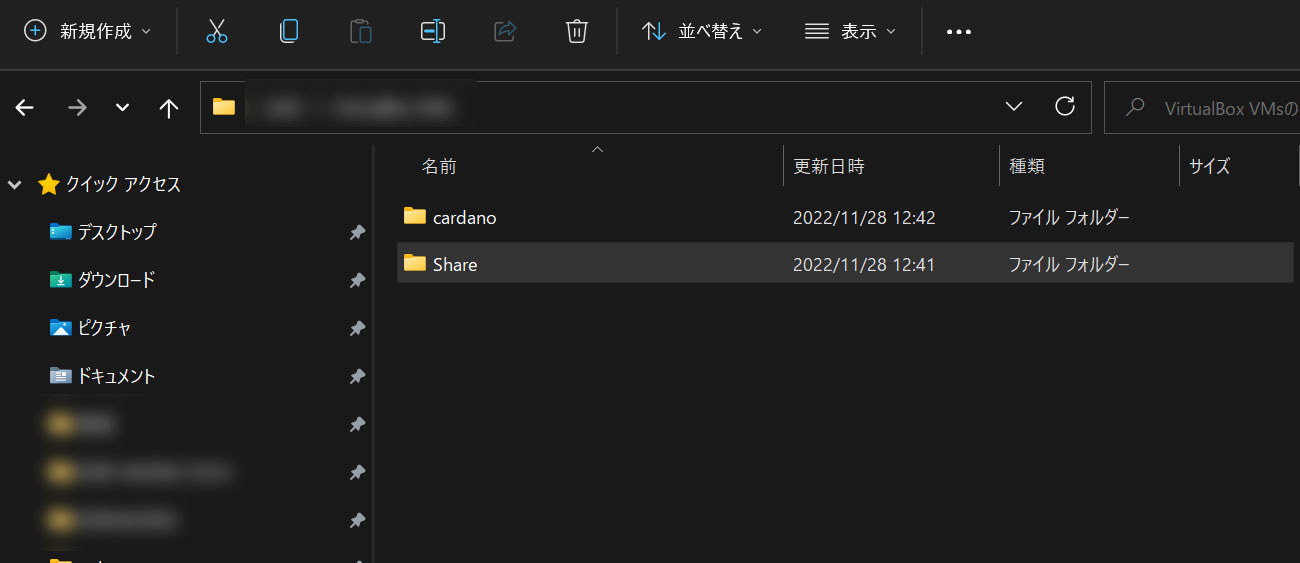 新規作成 並べ替え 表示
VirtualBox VMsの
名前 更新日時 種類 サイズ
クイック アクセス
デスクトップ
ダウンロード
ピクチャ
ドキュメント
cardano 2022/11/28 12:42 ファイル フォルダー
Share 2022/11/28 12:41 ファイル フォルダー